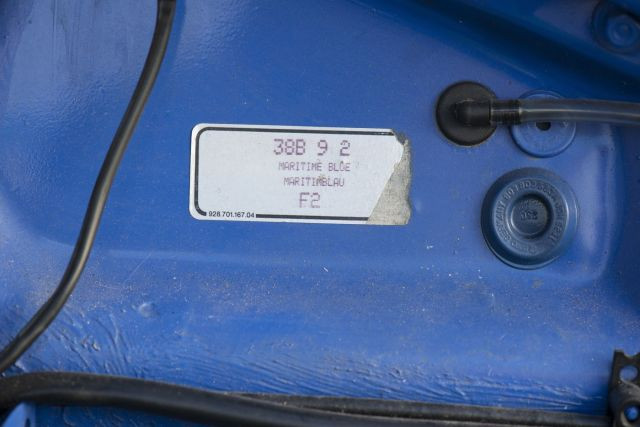 38B 9 2
MARITIME BLUE
MARITIMBLAU
F2
928.701.167.04